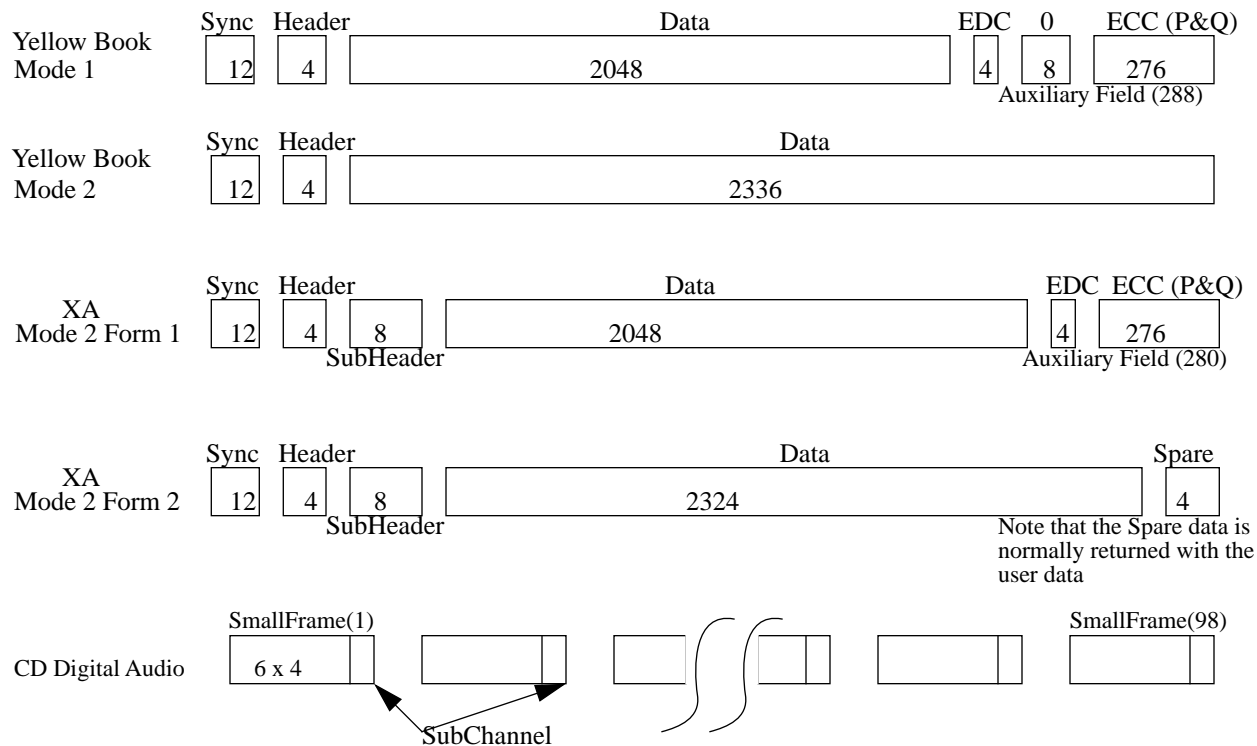 Sync Header Data EDC 0 ECC (P&Q)
Yellow Book
Mode 1
12 4 2048 4 8 276
Auxiliary Field (288)
Sync Header Data
Yellow Book
Mode 2
12 4 2336
Sync Header Data EDC ECC (P&Q)
XA
Mode 2 Form 1
12 4 8 2048 4 276
SubHeader
Auxiliary Field (280)
Sync Header Data Spare
XA
Mode 2 Form 2
12 4 8 2324 4
SubHeader
Note that the Spare data is
normally returned with the
user data
SmallFrame(1) SmallFrame(98)
CD Digital Audio
6 x 4
SubChannel